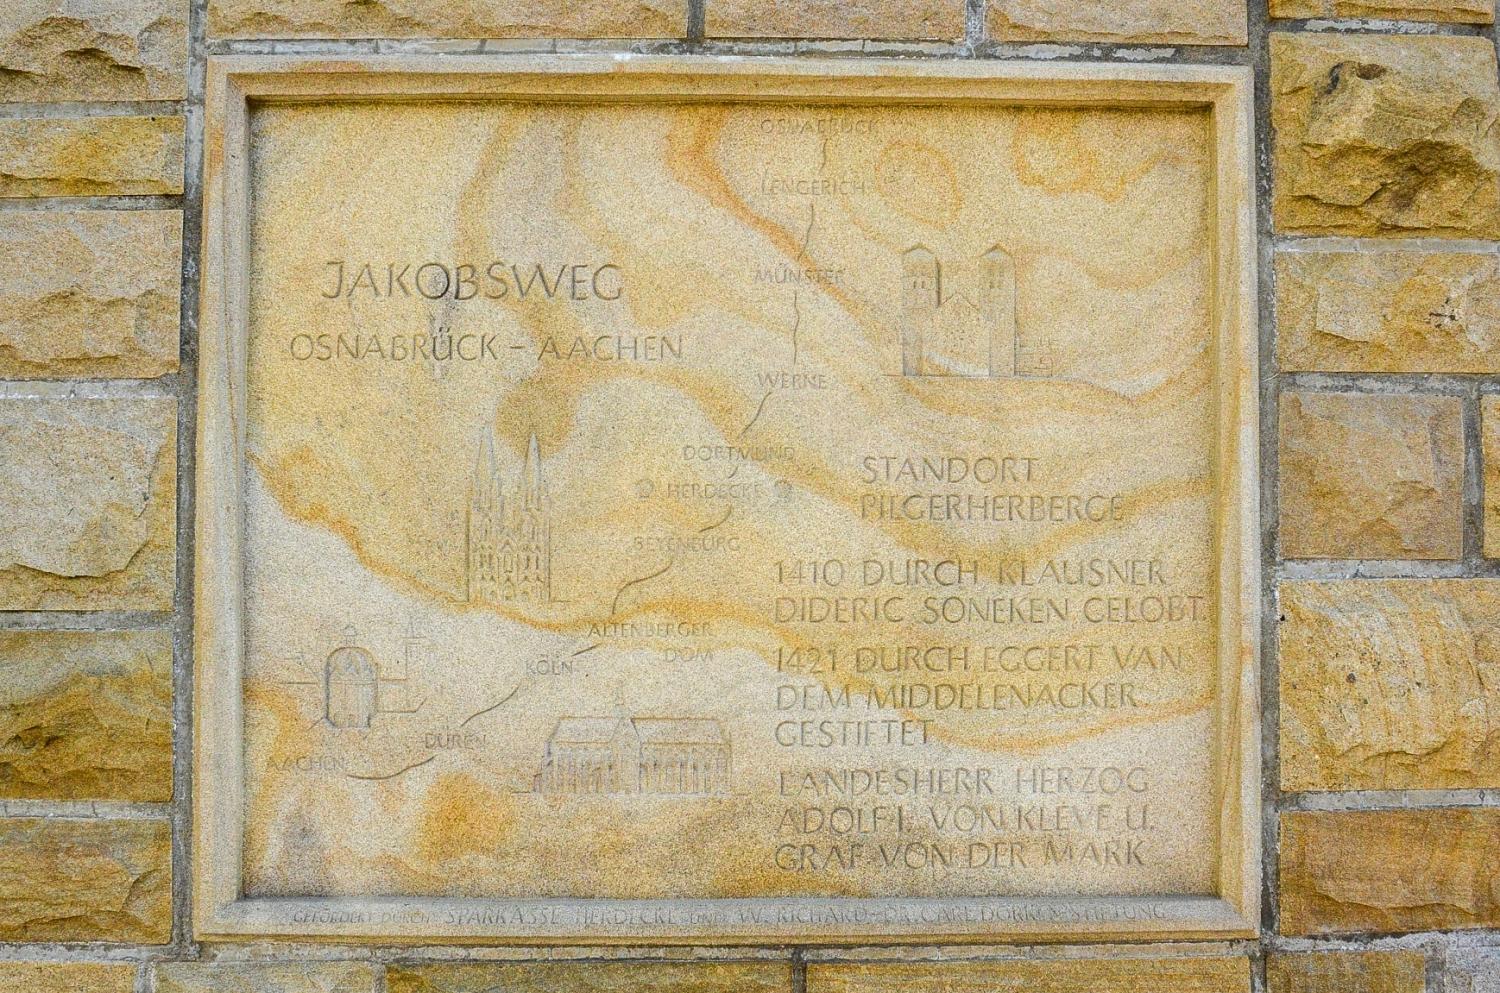 OSNABRÜCK
LENGERICH
JAKOBSWEG
MÜNSTER
OSNABRÜCK – AACHEN
WERNE
DORTMUND
HERDECKE
BEYENBURG
ALTENBERGER
DOM
KÖLN
DÜREN
AACHEN
STANDORT
PILGERHERBERGE
1410 DURCH KLAUSNER
DIDERIC SONEKEN GELOBT.
1421 DURCH EGGERT VAN
DEM MIDDELENACKER
GESTIFTET
LANDESHERR HERZOG
ADOLF I. VON KLEVE U.
GRAF VON DER MARK
GEFÖRDERT DURCH SPARKASSE HERDECKE UND W. RICHARD-DR. CARL DÖRKEN-STIFTUNG